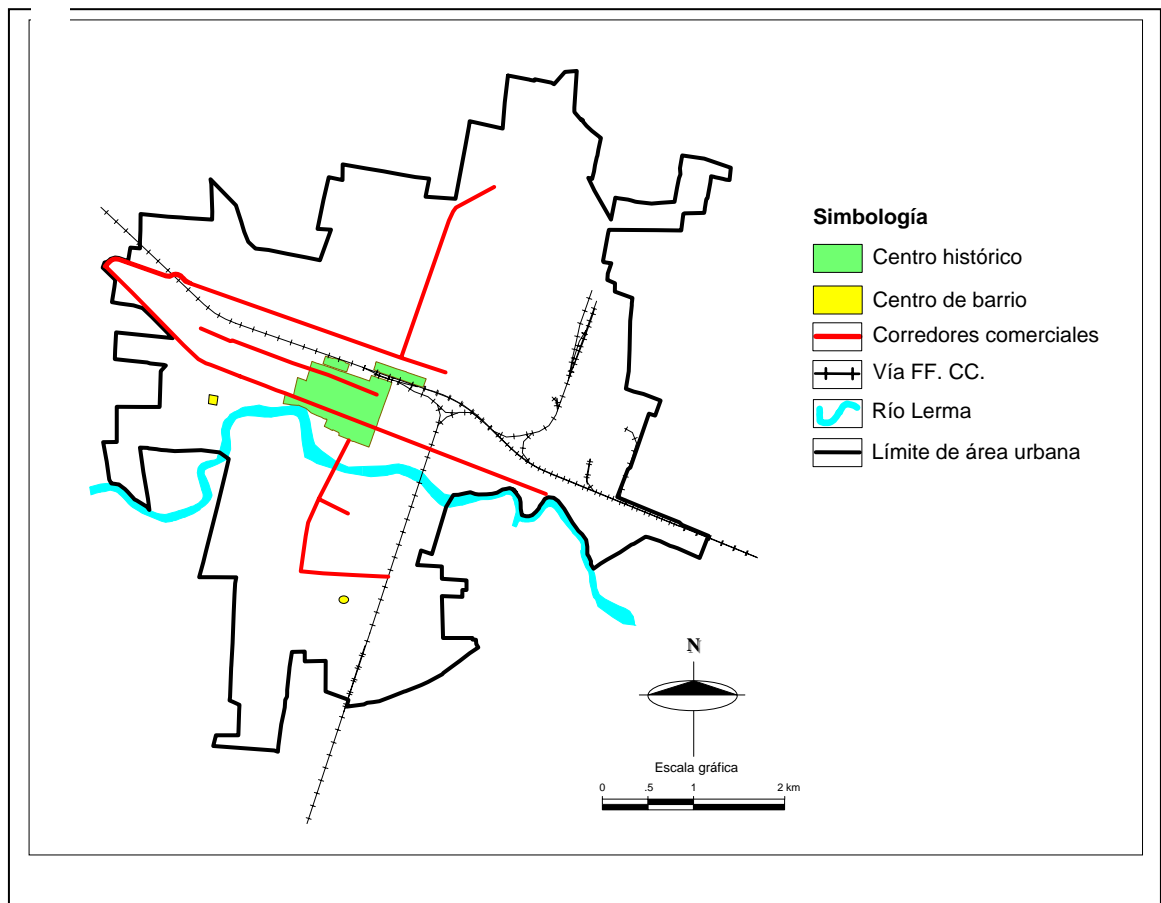 Simbología
Centro histórico
Centro de barrio
Corredores comerciales
Vía FF. CC.
Río Lerma
Límite de área urbana
N
Escala gráfica
0 .5 1 2 km